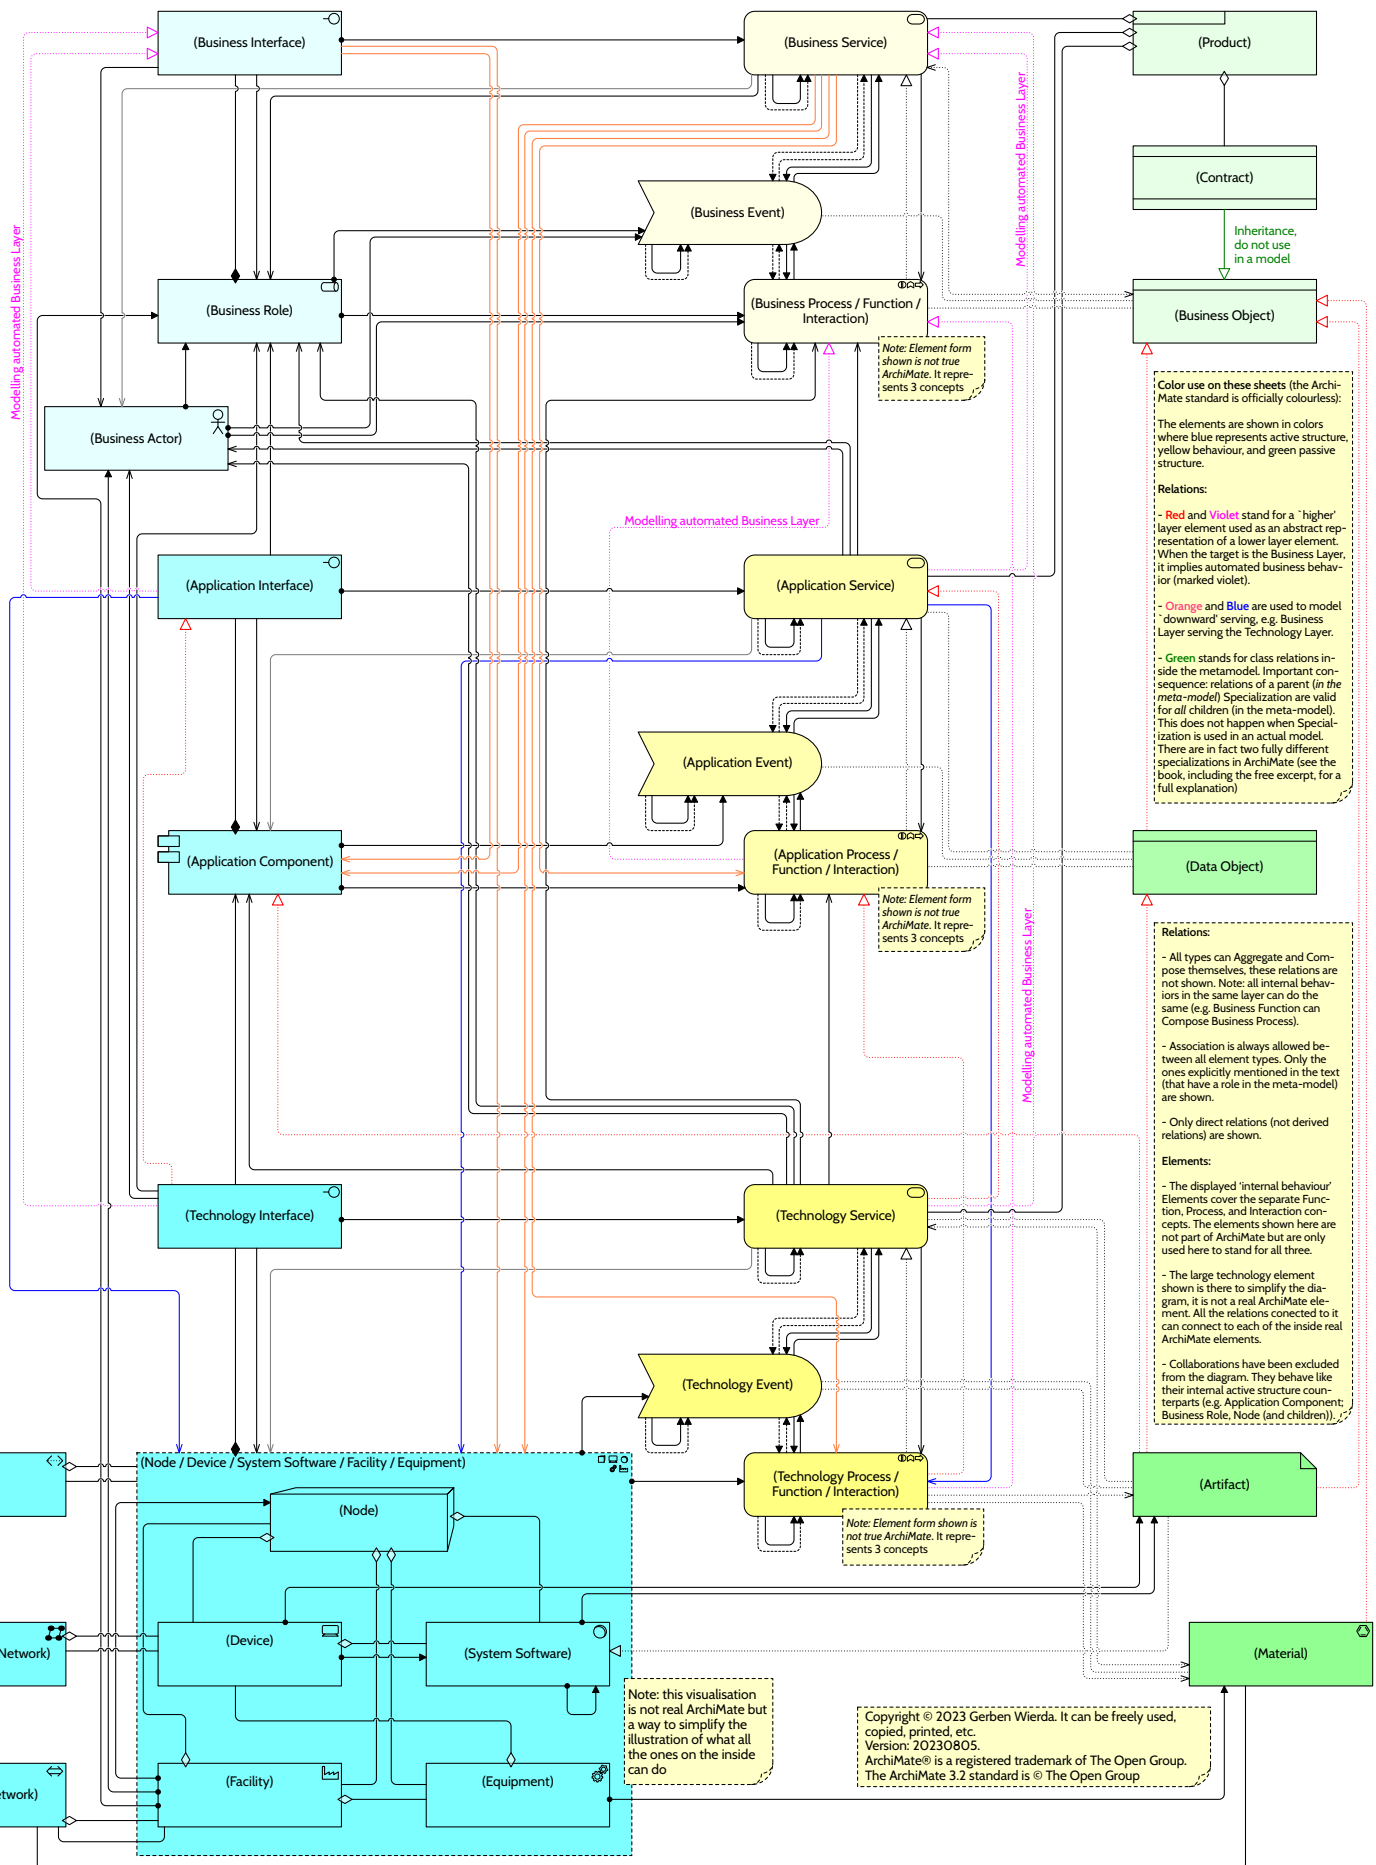 (Business Interface)
(Business Service)
(Product)
Modelling automated Business Layer
(Contract)
(Business Event)
Inheritance,
do not use
in a model
Modelling automated Business Layer
(Business Role)
(Business Process / Function /
Interaction)
(Business Object)
Note: Element form
shown is not true
ArchiMate. It repre-
sents 3 concepts
Color use on these sheets (the Archi-
Mate standard is officially colourless):
The elements are shown in colors
where blue represents active structure,
yellow behaviour, and green passive
structure.
Relations:
- Red and Violet stand for a `higher'
layer element used as an abstract rep-
resentation of a lower layer element.
When the target is the Business Layer,
it implies automated business behav-
ior (marked violet).
- Orange and Blue are used to model
`downward' serving, e.g. Business
Layer serving the Technology Layer.
- Green stands for class relations in-
side the metamodel. Important con-
sequence: relations of a parent (in the
meta-model) Specialization are valid
for all children (in the meta-model).
This does not happen when Special-
ization is used in an actual model.
There are in fact two fully different
specializations in ArchiMate (see the
book, including the free excerpt, for a
full explanation)
(Business Actor)
Modelling automated Business Layer
(Application Interface)
(Application Service)
(Application Event)
(Application Component)
(Application Process /
Function / Interaction)
(Data Object)
Note: Element form
shown is not true
ArchiMate. It repre-
sents 3 concepts
Modelling automated Business Layer
Relations:
- All types can Aggregate and Com-
pose themselves, these relations are
not shown. Note: all internal behav-
iors in the same layer can do the
same (e.g. Business Function can
Compose Business Process).
- Association is always allowed be-
tween all element types. Only the
ones explicitly mentioned in the text
(that have a role in the meta-model)
are shown.
- Only direct relations (not derived
relations) are shown.
Elements:
- The displayed 'internal behaviour'
Elements cover the separate Func-
tion, Process, and Interaction con-
cepts. The elements shown here are
not part of ArchiMate but are only
used here to stand for all three.
- The large technology element
shown is there to simplify the dia-
gram, it is not a real ArchiMate ele-
ment. All the relations conected to it
can connect to each of the inside real
ArchiMate elements.
- Collaborations have been excluded
from the diagram. They behave like
their internal active structure coun-
terparts (e.g. Application Component;
Business Role, Node (and children)).
(Technology Interface)
(Technology Service)
(Technology Event)
(Node / Device / System Software / Facility / Equipment)
(Technology Process /
Function / Interaction)
(Artifact)
(Node)
Note: Element form shown is
not true ArchiMate. It repre-
sents 3 concepts
Network)
(Device)
(System Software)
(Material)
Note: this visualisation
is not real ArchiMate but
a way to simplify the
illustration of what all
the ones on the inside
can do
Copyright © 2023 Gerben Wierda. It can be freely used,
copied, printed, etc.
Version: 20230805.
ArchiMate® is a registered trademark of The Open Group.
The ArchiMate 3.2 standard is © The Open Group
twork)
(Facility)
(Equipment)